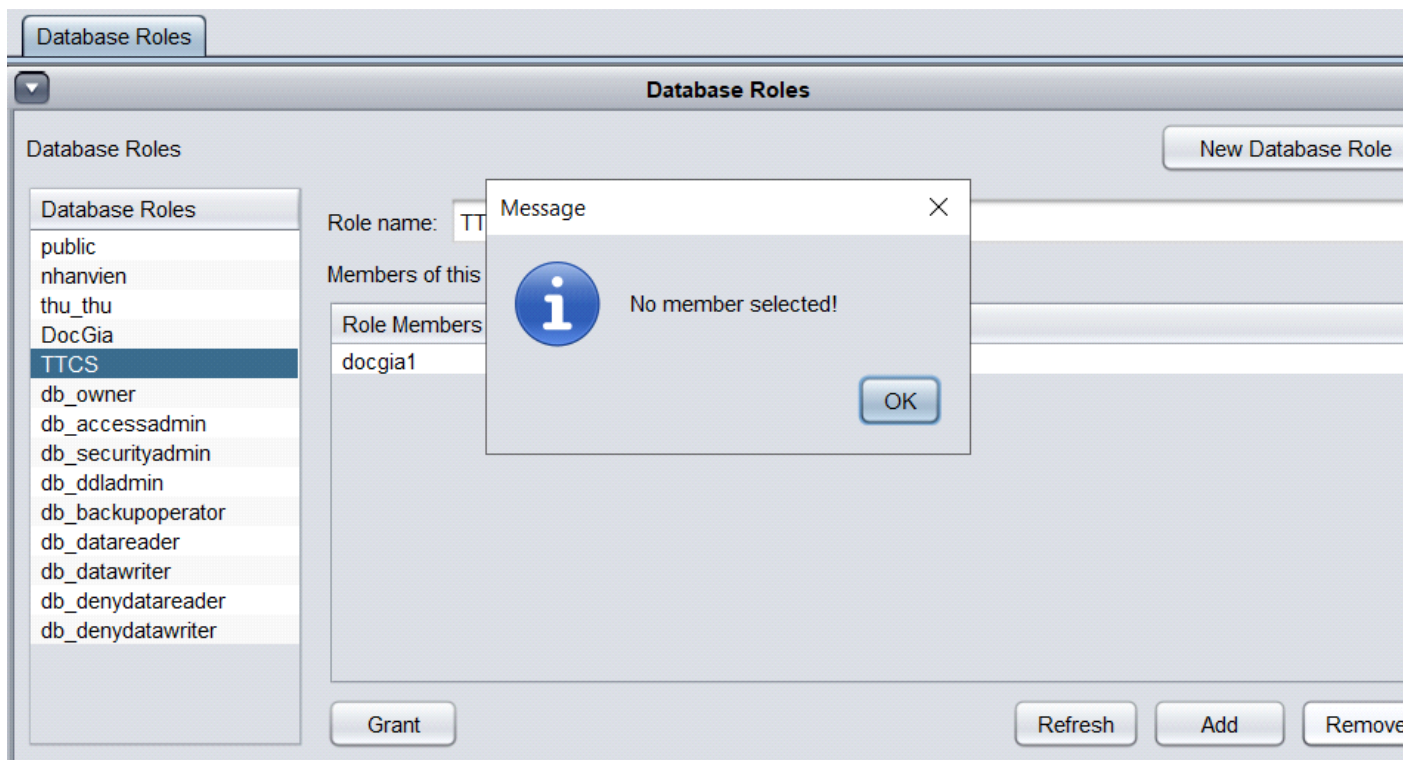 Database Roles
Database Roles
Database Roles
New Database Role
Database Roles
public
nhanvien
thu_thu
DocGia
TTCS
db_owner
db_accessadmin
db_securityadmin
db_ddladmin
db_backupoperator
db_datareader
db_datawriter
db_denydatareader
db_denydatawriter
Role name: TT
Members of this
Role Members
docgia1
Message
No member selected!
OK
Grant
Refresh
Add
Remove